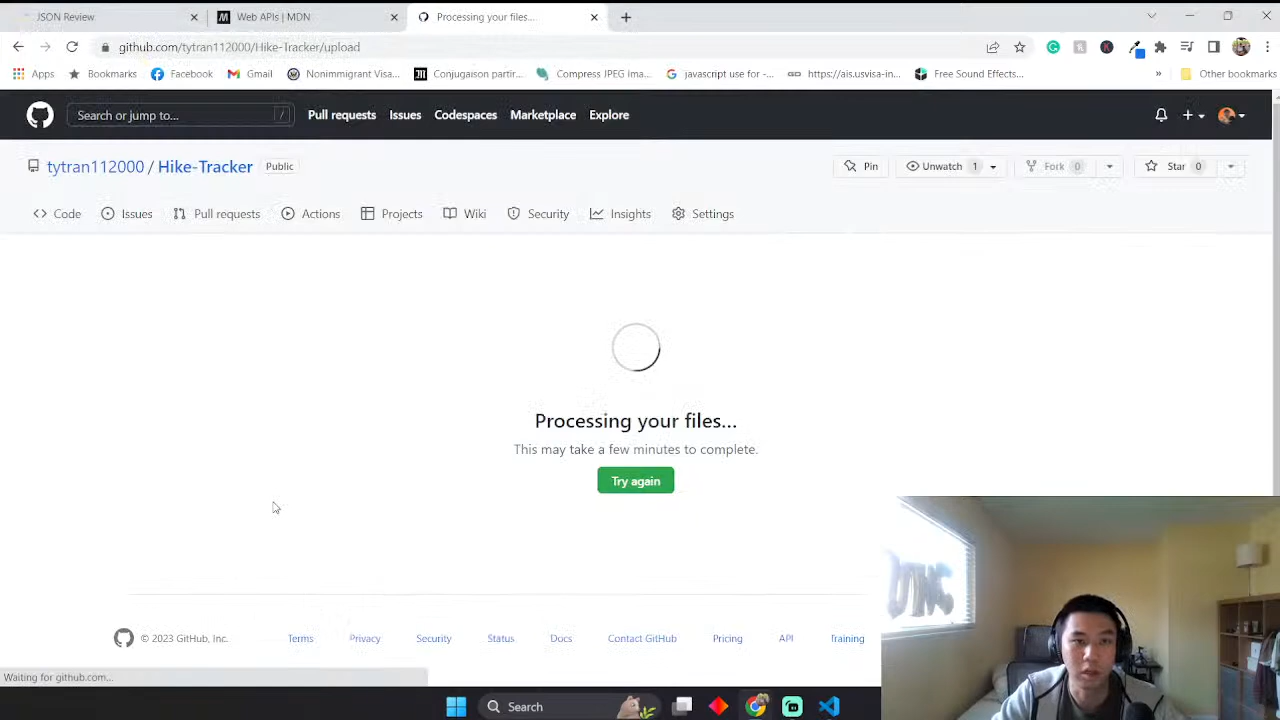 JSON Review
Web APIs | MDN
Processing your files...
github.com/tytran112000/Hike-Tracker/upload
Apps
Bookmarks
Facebook
Gmail
Nonimmigrant Visa...
Conjugaison partir...
Compress JPEG Ima...
javascript use for -...
https://ais.usvisa-in...
Free Sound Effects...
»
Other bookmarks
Search or jump to...
/
Pull requests
Issues
Codespaces
Marketplace
Explore
tytran112000 / Hike-Tracker
Public
Pin
Unwatch 1
Fork 0
Star 0
Code
Issues
Pull requests
Actions
Projects
Wiki
Security
Insights
Settings
Processing your files...
This may take a few minutes to complete.
Try again
© 2023 GitHub, Inc.
Terms
Privacy
Security
Status
Docs
Contact GitHub
Pricing
API
Training
Waiting for github.com...
Search